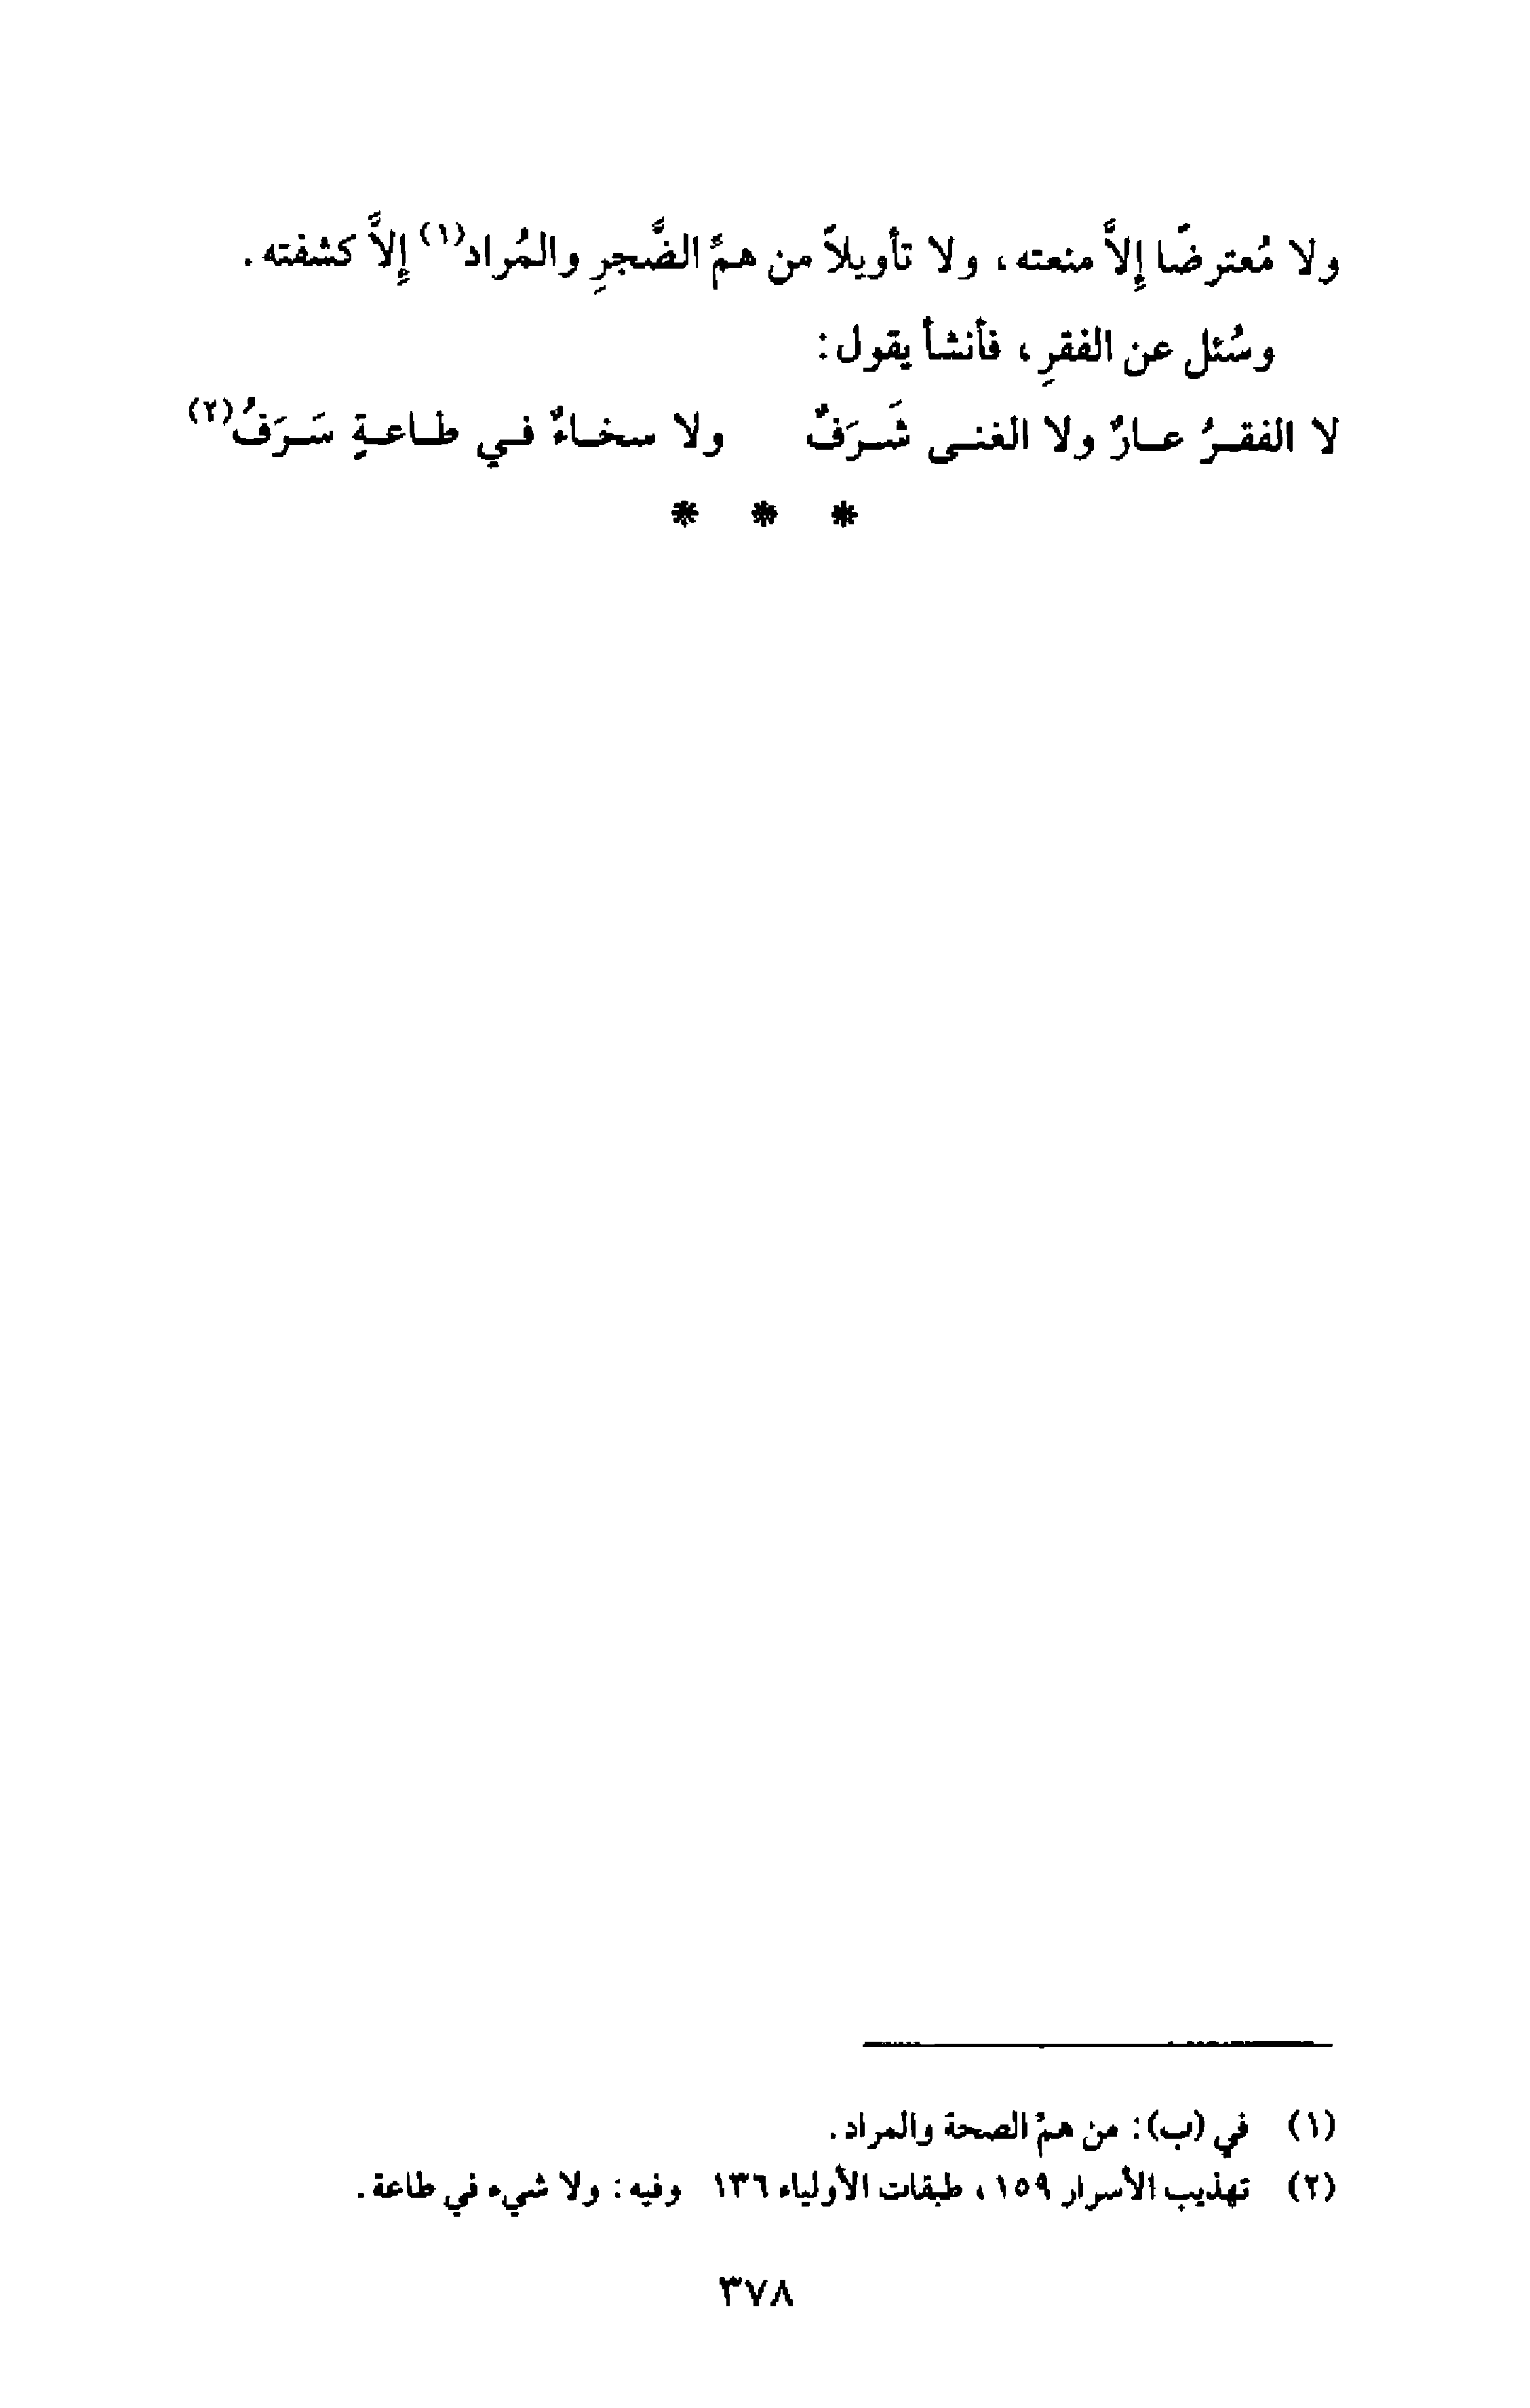 ولا مُعترضًا إلاَّ منعته، ولا تأويلاً من همِّ الضَّجرِ والمُراد(١) إلاَّ كشفته.
وسُئل عن الفقرِ، فأنشأ يقول:
لا الفقـرُ عـارٌ ولا الغنـى شَـرَفٌ ولا سخـاءٌ فـي طـاعـةٍ سَـرَفُ(٢)
* * *
(١) في (ب): من همّ الصحة والمراد.
(٢) تهذيب الأسرار ١٥٩، طبقات الأولياء ١٣٦ وفيه: ولا شيء في طاعة.
٣٧٨